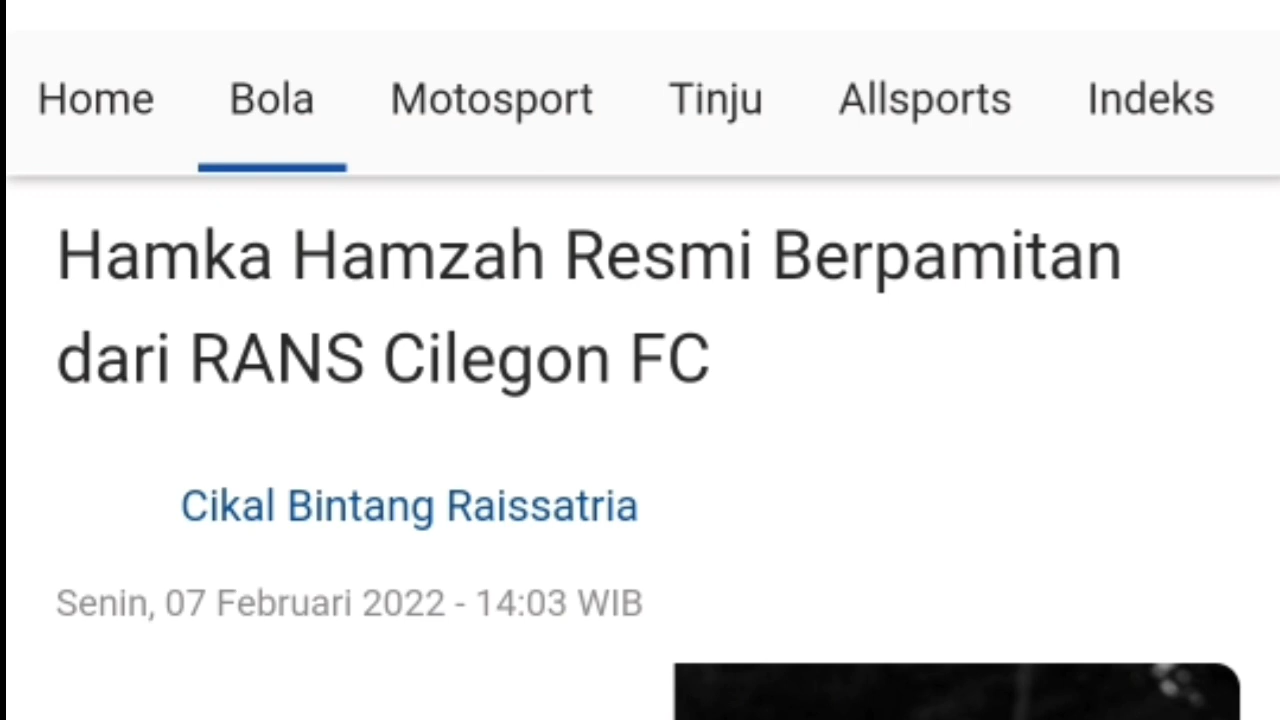 Home Bola Motosport Tinju Allsports Indeks
Hamka Hamzah Resmi Berpamitan
dari RANS Cilegon FC
Cikal Bintang Raissatria
Senin, 07 Februari 2022 - 14:03 WIB